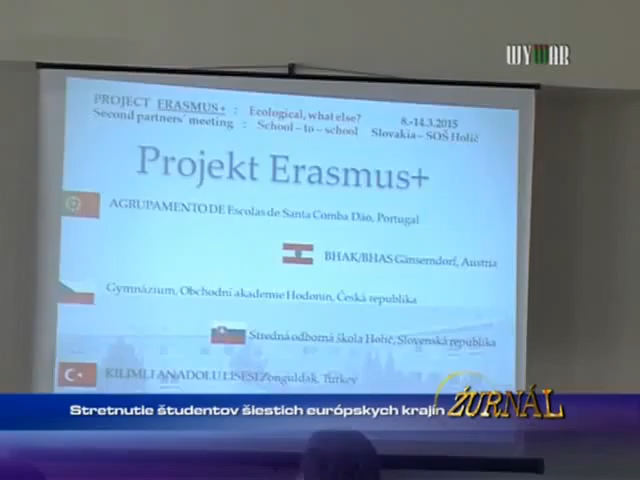 WYWAR
PROJECT ERASMUS+ : Ecological, what else? 8.-14.3.2015
Second partners´ meeting : School – to – school Slovakia – SOŠ Holíč
Projekt Erasmus+
AGRUPAMENTO DE Escolas de Santa Comba Dao, Portugal
BHAK/BHAS Gänserndorf, Austria
Gymnázium, Obchodní akademie Hodonín, Česká republika
Stredná odborná škola Holíč, Slovenská republika
KILIMLI ANADOLU LISESI Zonguldak, Turkey
Stretnutie študentov šiestich európskych krajín
ŽURNÁL